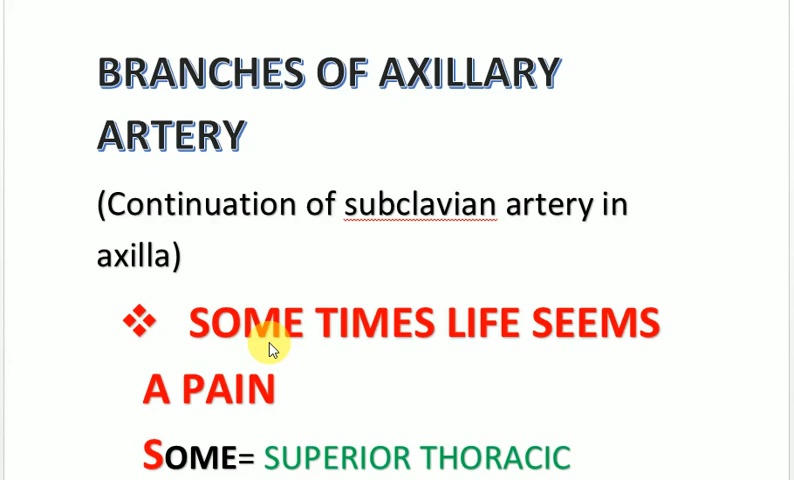 BRANCHES OF AXILLARY
ARTERY
(Continuation of subclavian artery in
axilla)
❖ SOME TIMES LIFE SEEMS
A PAIN
SOME= SUPERIOR THORACIC